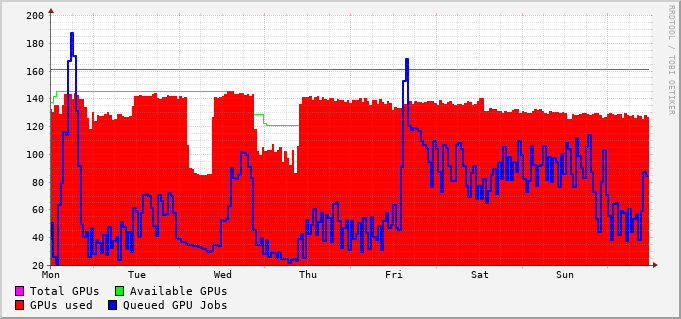 200
180
160
140
120
100
80
60
40
20
Mon Tue Wed Thu Fri Sat Sun
Total GPUs Available GPUs
GPUs used Queued GPU Jobs
RRDTOOL / TOBI OETIKER